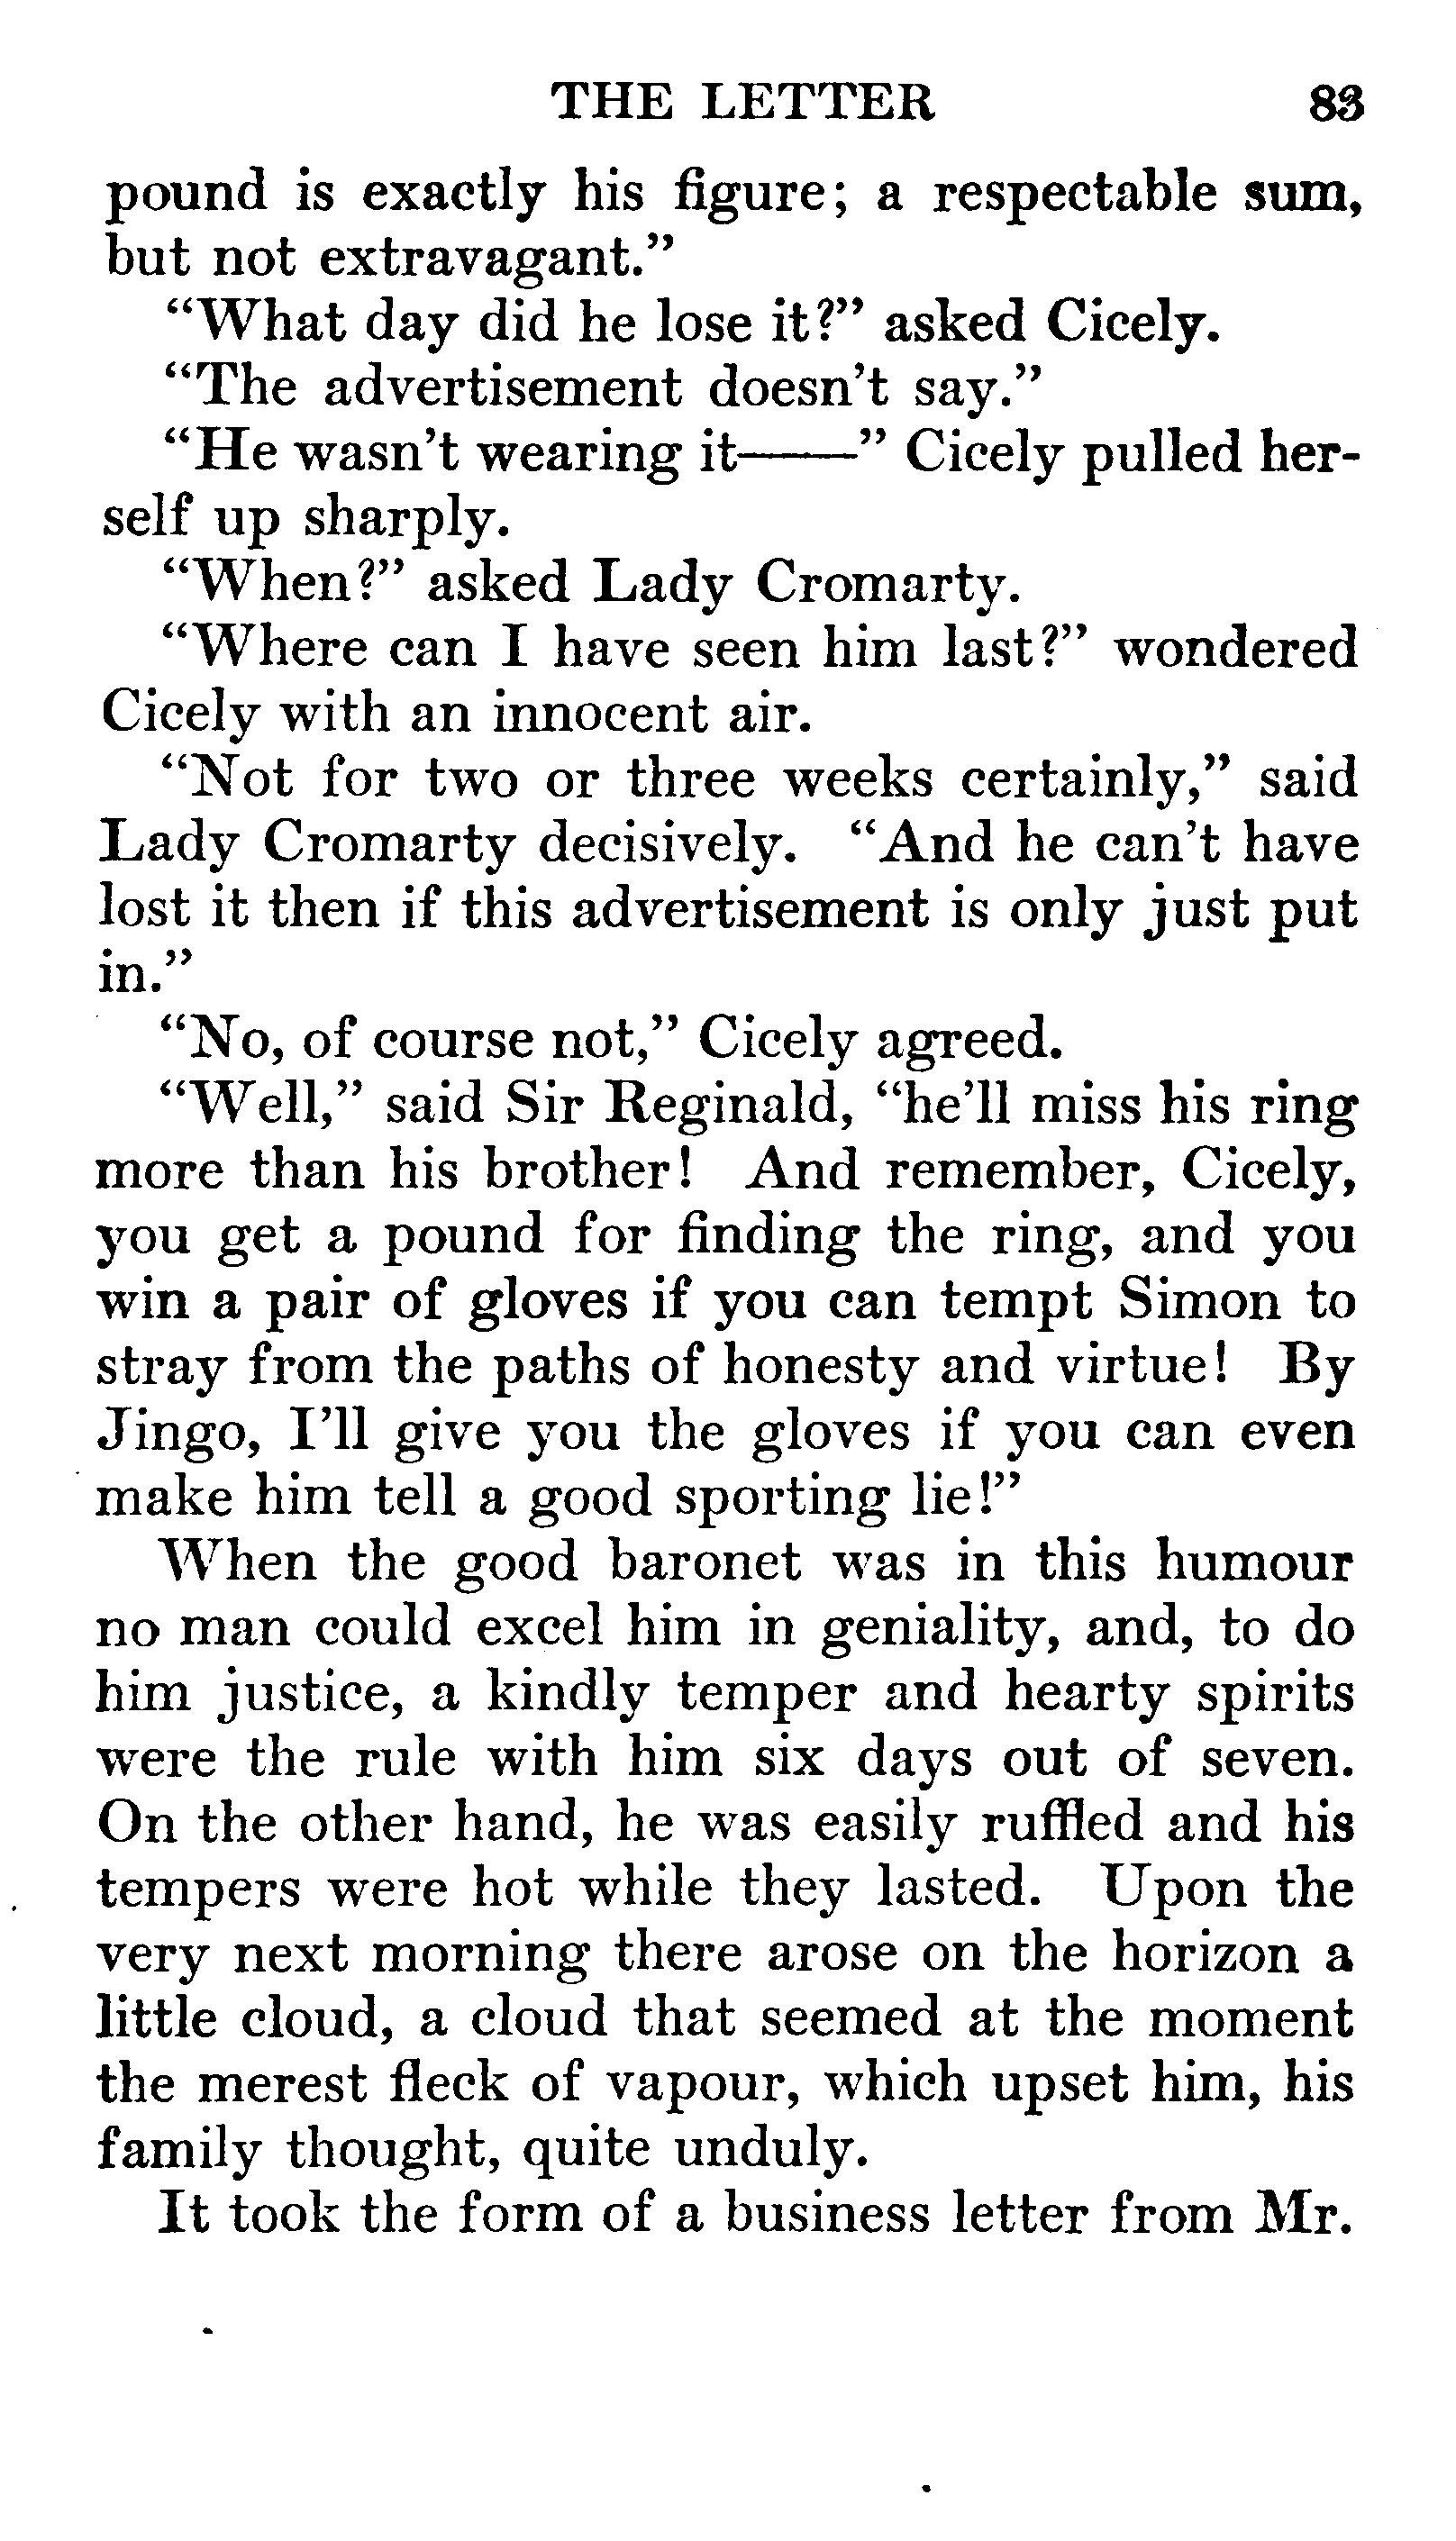 THE LETTER 83
pound is exactly his figure; a respectable sum,
but not extravagant."
"What day did he lose it?" asked Cicely.
"The advertisement doesn't say."
"He wasn't wearing it——" Cicely pulled her-
self up sharply.
"When?" asked Lady Cromarty.
"Where can I have seen him last?" wondered
Cicely with an innocent air.
"Not for two or three weeks certainly," said
Lady Cromarty decisively. "And he can't have
lost it then if this advertisement is only just put
in."
"No, of course not," Cicely agreed.
"Well," said Sir Reginald, "he'll miss his ring
more than his brother! And remember, Cicely,
you get a pound for finding the ring, and you
win a pair of gloves if you can tempt Simon to
stray from the paths of honesty and virtue! By
Jingo, I'll give you the gloves if you can even
make him tell a good sporting lie!"
When the good baronet was in this humour
no man could excel him in geniality, and, to do
him justice, a kindly temper and hearty spirits
were the rule with him six days out of seven.
On the other hand, he was easily ruffled and his
tempers were hot while they lasted. Upon the
very next morning there arose on the horizon a
little cloud, a cloud that seemed at the moment
the merest fleck of vapour, which upset him, his
family thought, quite unduly.
It took the form of a business letter from Mr.